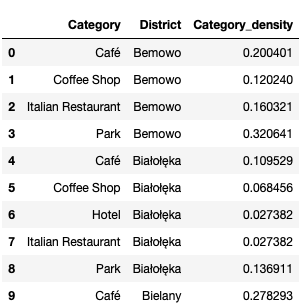 Category District Category_density
0 Café Bemowo 0.200401
1 Coffee Shop Bemowo 0.120240
2 Italian Restaurant Bemowo 0.160321
3 Park Bemowo 0.320641
4 Café Białołęka 0.109529
5 Coffee Shop Białołęka 0.068456
6 Hotel Białołęka 0.027382
7 Italian Restaurant Białołęka 0.027382
8 Park Białołęka 0.136911
9 Café Bielany 0.278293